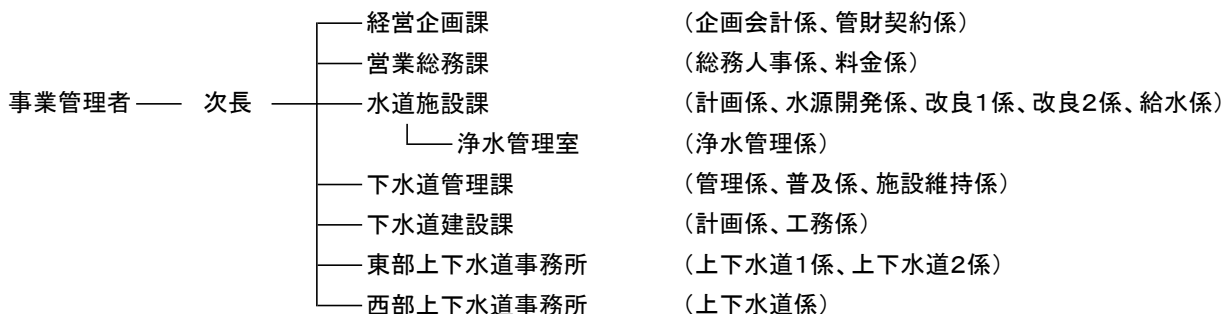 経営企画課 （企画会計係、管財契約係）
営業総務課 （総務人事係、料金係）
事業管理者 次長 水道施設課 （計画係、水源開発係、改良1係、改良2係、給水係）
浄水管理室 （浄水管理係）
下水道管理課 （管理係、普及係、施設維持係）
下水道建設課 （計画係、工務係）
東部上下水道事務所 （上下水道1係、上下水道2係）
西部上下水道事務所 （上下水道係）